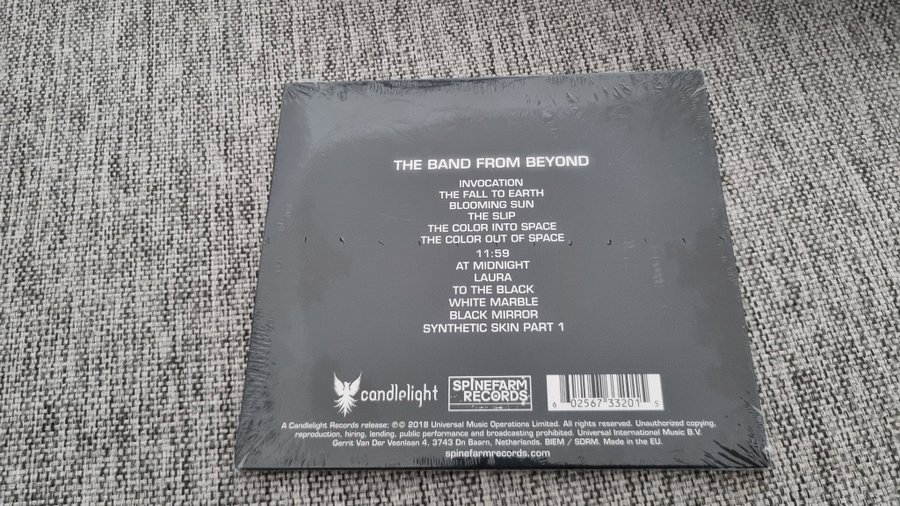 THE BAND FROM BEYOND
INVOCATION
THE FALL TO EARTH
BLOOMING SUN
THE SLIP
THE COLOR INTO SPACE
THE COLOR OUT OF SPACE
11:59
AT MIDNIGHT
LAURA
TO THE BLACK
WHITE MARBLE
BLACK MIRROR
SYNTHETIC SKIN PART 1
candlelight
SPINEFARM
RECORDS
6 02567 33201 5
A Candlelight Records release; ℗© 2018 Universal Music Operations Limited. All rights reserved. Unauthorized copying,
reproduction, hiring, lending, public performance and broadcasting prohibited. Universal International Music B.V.
Gerrit Van Der Veenlaan 4, 3743 Dn Baarn, Netherlands. BIEM / SDRM. Made in the EU.
spinefarmrecords.com